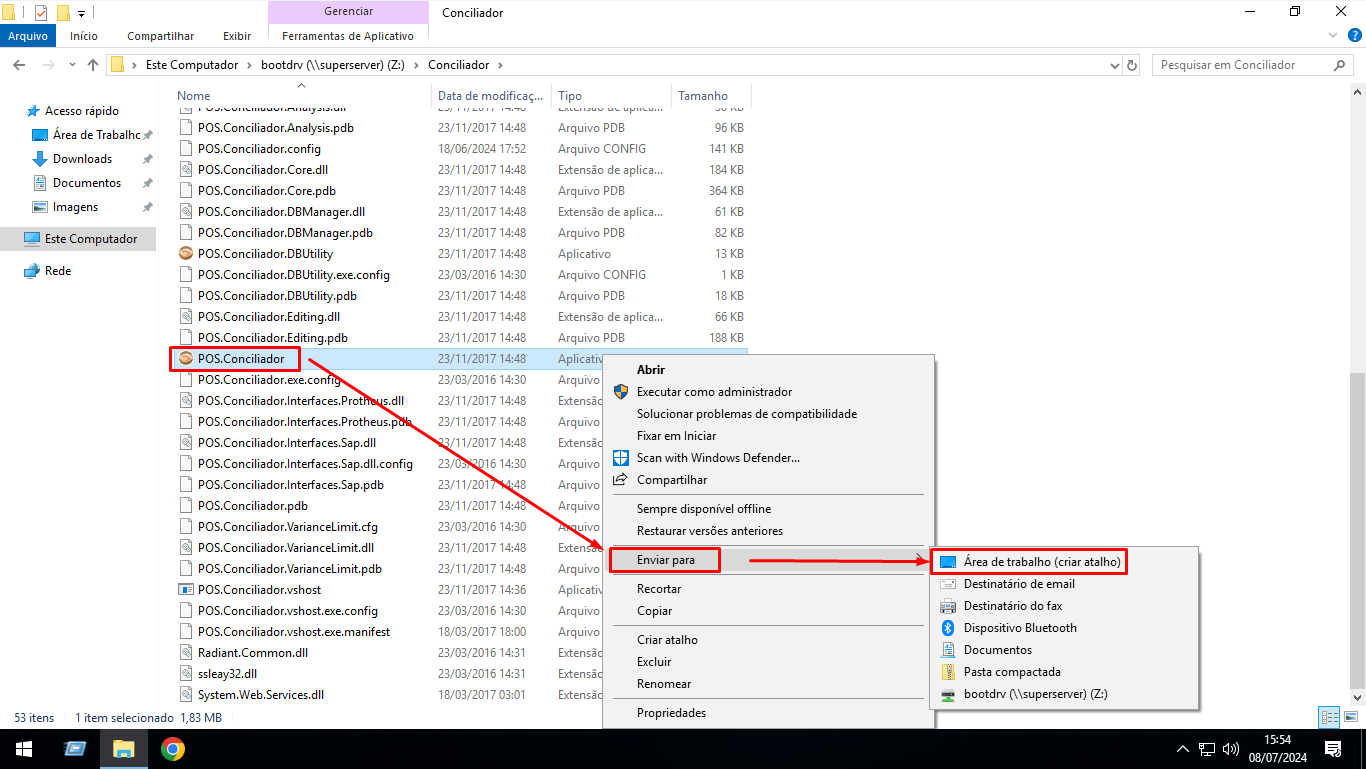 Gerenciar
Conciliador
Arquivo
Início
Compartilhar
Exibir
Ferramentas de Aplicativo
Este Computador > bootdrv (\\superserver) (Z:) > Conciliador >
Pesquisar em Conciliador
Acesso rápido
Área de Trabalhc
Downloads
Documentos
Imagens
Este Computador
Rede
Nome Data de modificaç... Tipo Tamanho
POS.Conciliador.Analysis.dll 23/11/2017 14:48 Extensão de aplica...
POS.Conciliador.Analysis.pdb 23/11/2017 14:48 Arquivo PDB 96 KB
POS.Conciliador.config 18/06/2024 17:52 Arquivo CONFIG 141 KB
POS.Conciliador.Core.dll 23/11/2017 14:48 Extensão de aplica... 184 KB
POS.Conciliador.Core.pdb 23/11/2017 14:48 Arquivo PDB 364 KB
POS.Conciliador.DBManager.dll 23/11/2017 14:48 Extensão de aplica... 61 KB
POS.Conciliador.DBManager.pdb 23/11/2017 14:48 Arquivo PDB 82 KB
POS.Conciliador.DBUtility 23/11/2017 14:48 Aplicativo 13 KB
POS.Conciliador.DBUtility.exe.config 23/03/2016 14:30 Arquivo CONFIG 1 KB
POS.Conciliador.DBUtility.pdb 23/11/2017 14:48 Arquivo PDB 18 KB
POS.Conciliador.Editing.dll 23/11/2017 14:48 Extensão de aplica... 66 KB
POS.Conciliador.Editing.pdb 23/11/2017 14:48 Arquivo PDB 188 KB
POS.Conciliador 23/11/2017 14:48 Aplicativ
POS.Conciliador.exe.config 23/03/2016 14:30 Arquivo
POS.Conciliador.Interfaces.Protheus.dll 23/11/2017 14:48 Extensã
POS.Conciliador.Interfaces.Protheus.pdb 23/11/2017 14:48 Arquivo
POS.Conciliador.Interfaces.Sap.dll 23/11/2017 14:48 Extensã
POS.Conciliador.Interfaces.Sap.dll.config 23/03/2016 14:30 Arquivo
POS.Conciliador.Interfaces.Sap.pdb 23/11/2017 14:48 Arquivo
POS.Conciliador.pdb 23/11/2017 14:48 Arquivo
POS.Conciliador.VarianceLimit.cfg 23/03/2016 14:30 Arquivo
POS.Conciliador.VarianceLimit.dll 23/11/2017 14:48 Extensã
POS.Conciliador.VarianceLimit.pdb 23/11/2017 14:48 Arquivo
POS.Conciliador.vshost 23/11/2017 14:36 Aplicativ
POS.Conciliador.vshost.exe.config 23/03/2016 14:30 Arquivo
POS.Conciliador.vshost.exe.manifest 18/03/2017 18:00 Arquivo
Radiant.Common.dll 23/03/2016 14:31 Extensã
ssleay32.dll 23/03/2016 14:31 Extensã
System.Web.Services.dll 18/03/2017 03:01 Extensã
Abrir
Executar como administrador
Solucionar problemas de compatibilidade
Fixar em Iniciar
Scan with Windows Defender...
Compartilhar
Sempre disponível offline
Restaurar versões anteriores
Enviar para
Recortar
Copiar
Criar atalho
Excluir
Renomear
Propriedades
Área de trabalho (criar atalho)
Destinatário de email
Destinatário do fax
Dispositivo Bluetooth
Documentos
Pasta compactada
bootdrv (\\superserver) (Z:)
53 itens 1 item selecionado 1,83 MB
15:54
08/07/2024